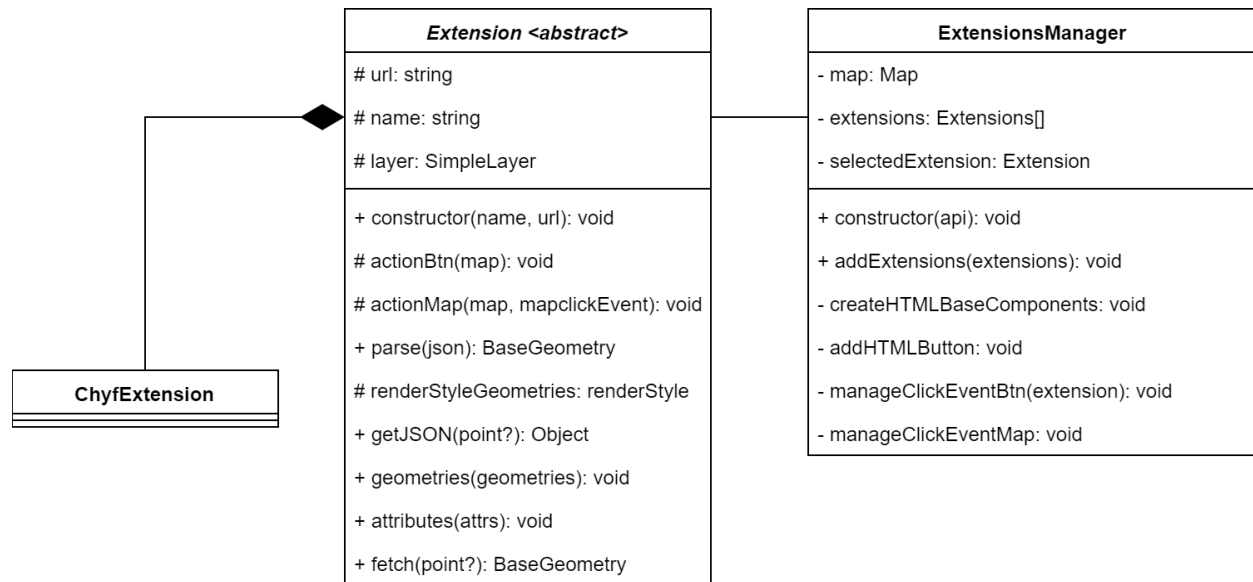 Extension <abstract>
# url: string
# name: string
# layer: SimpleLayer
+ constructor(name, url): void
# actionBtn(map): void
# actionMap(map, mapclickEvent): void
+ parse(json): BaseGeometry
# renderStyleGeometries: renderStyle
+ getJSON(point?): Object
+ geometries(geometries): void
+ attributes(attrs): void
+ fetch(point?): BaseGeometry
ExtensionsManager
- map: Map
- extensions: Extensions[]
- selectedExtension: Extension
+ constructor(api): void
+ addExtensions(extensions): void
- createHTMLBaseComponents: void
- addHTMLButton: void
- manageClickEventBtn(extension): void
- manageClickEventMap: void
ChyfExtension